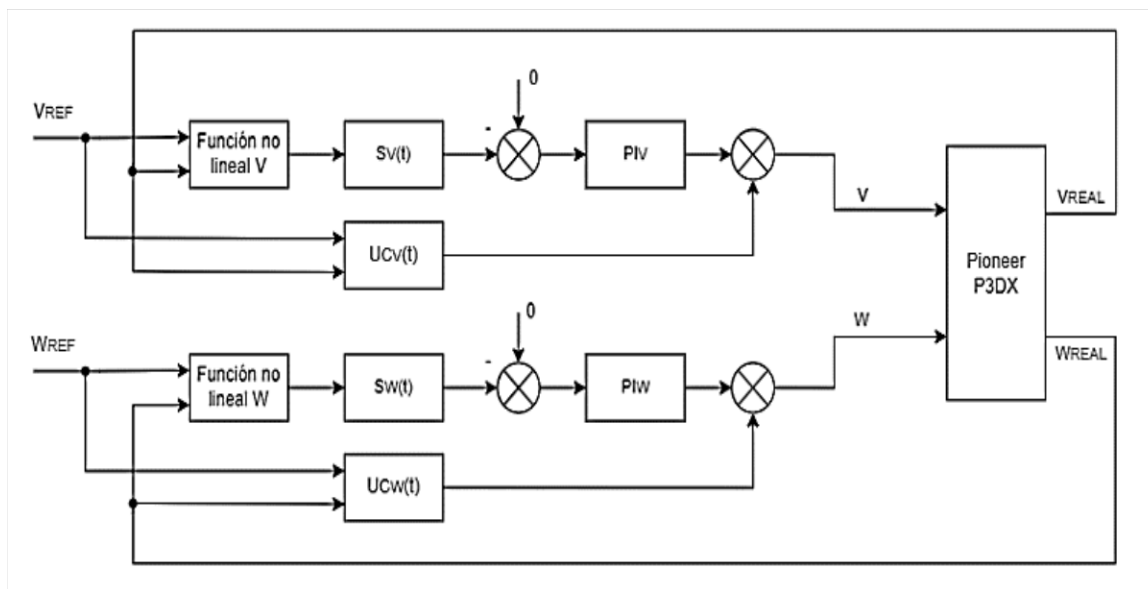 0
VREF
Función no
lineal V
SV(t)
-
PIV
V
VREAL
UCV(t)
Pioneer
P3DX
0
WREF
W
WREAL
Función no
lineal W
SW(t)
-
PIW
UCW(t)